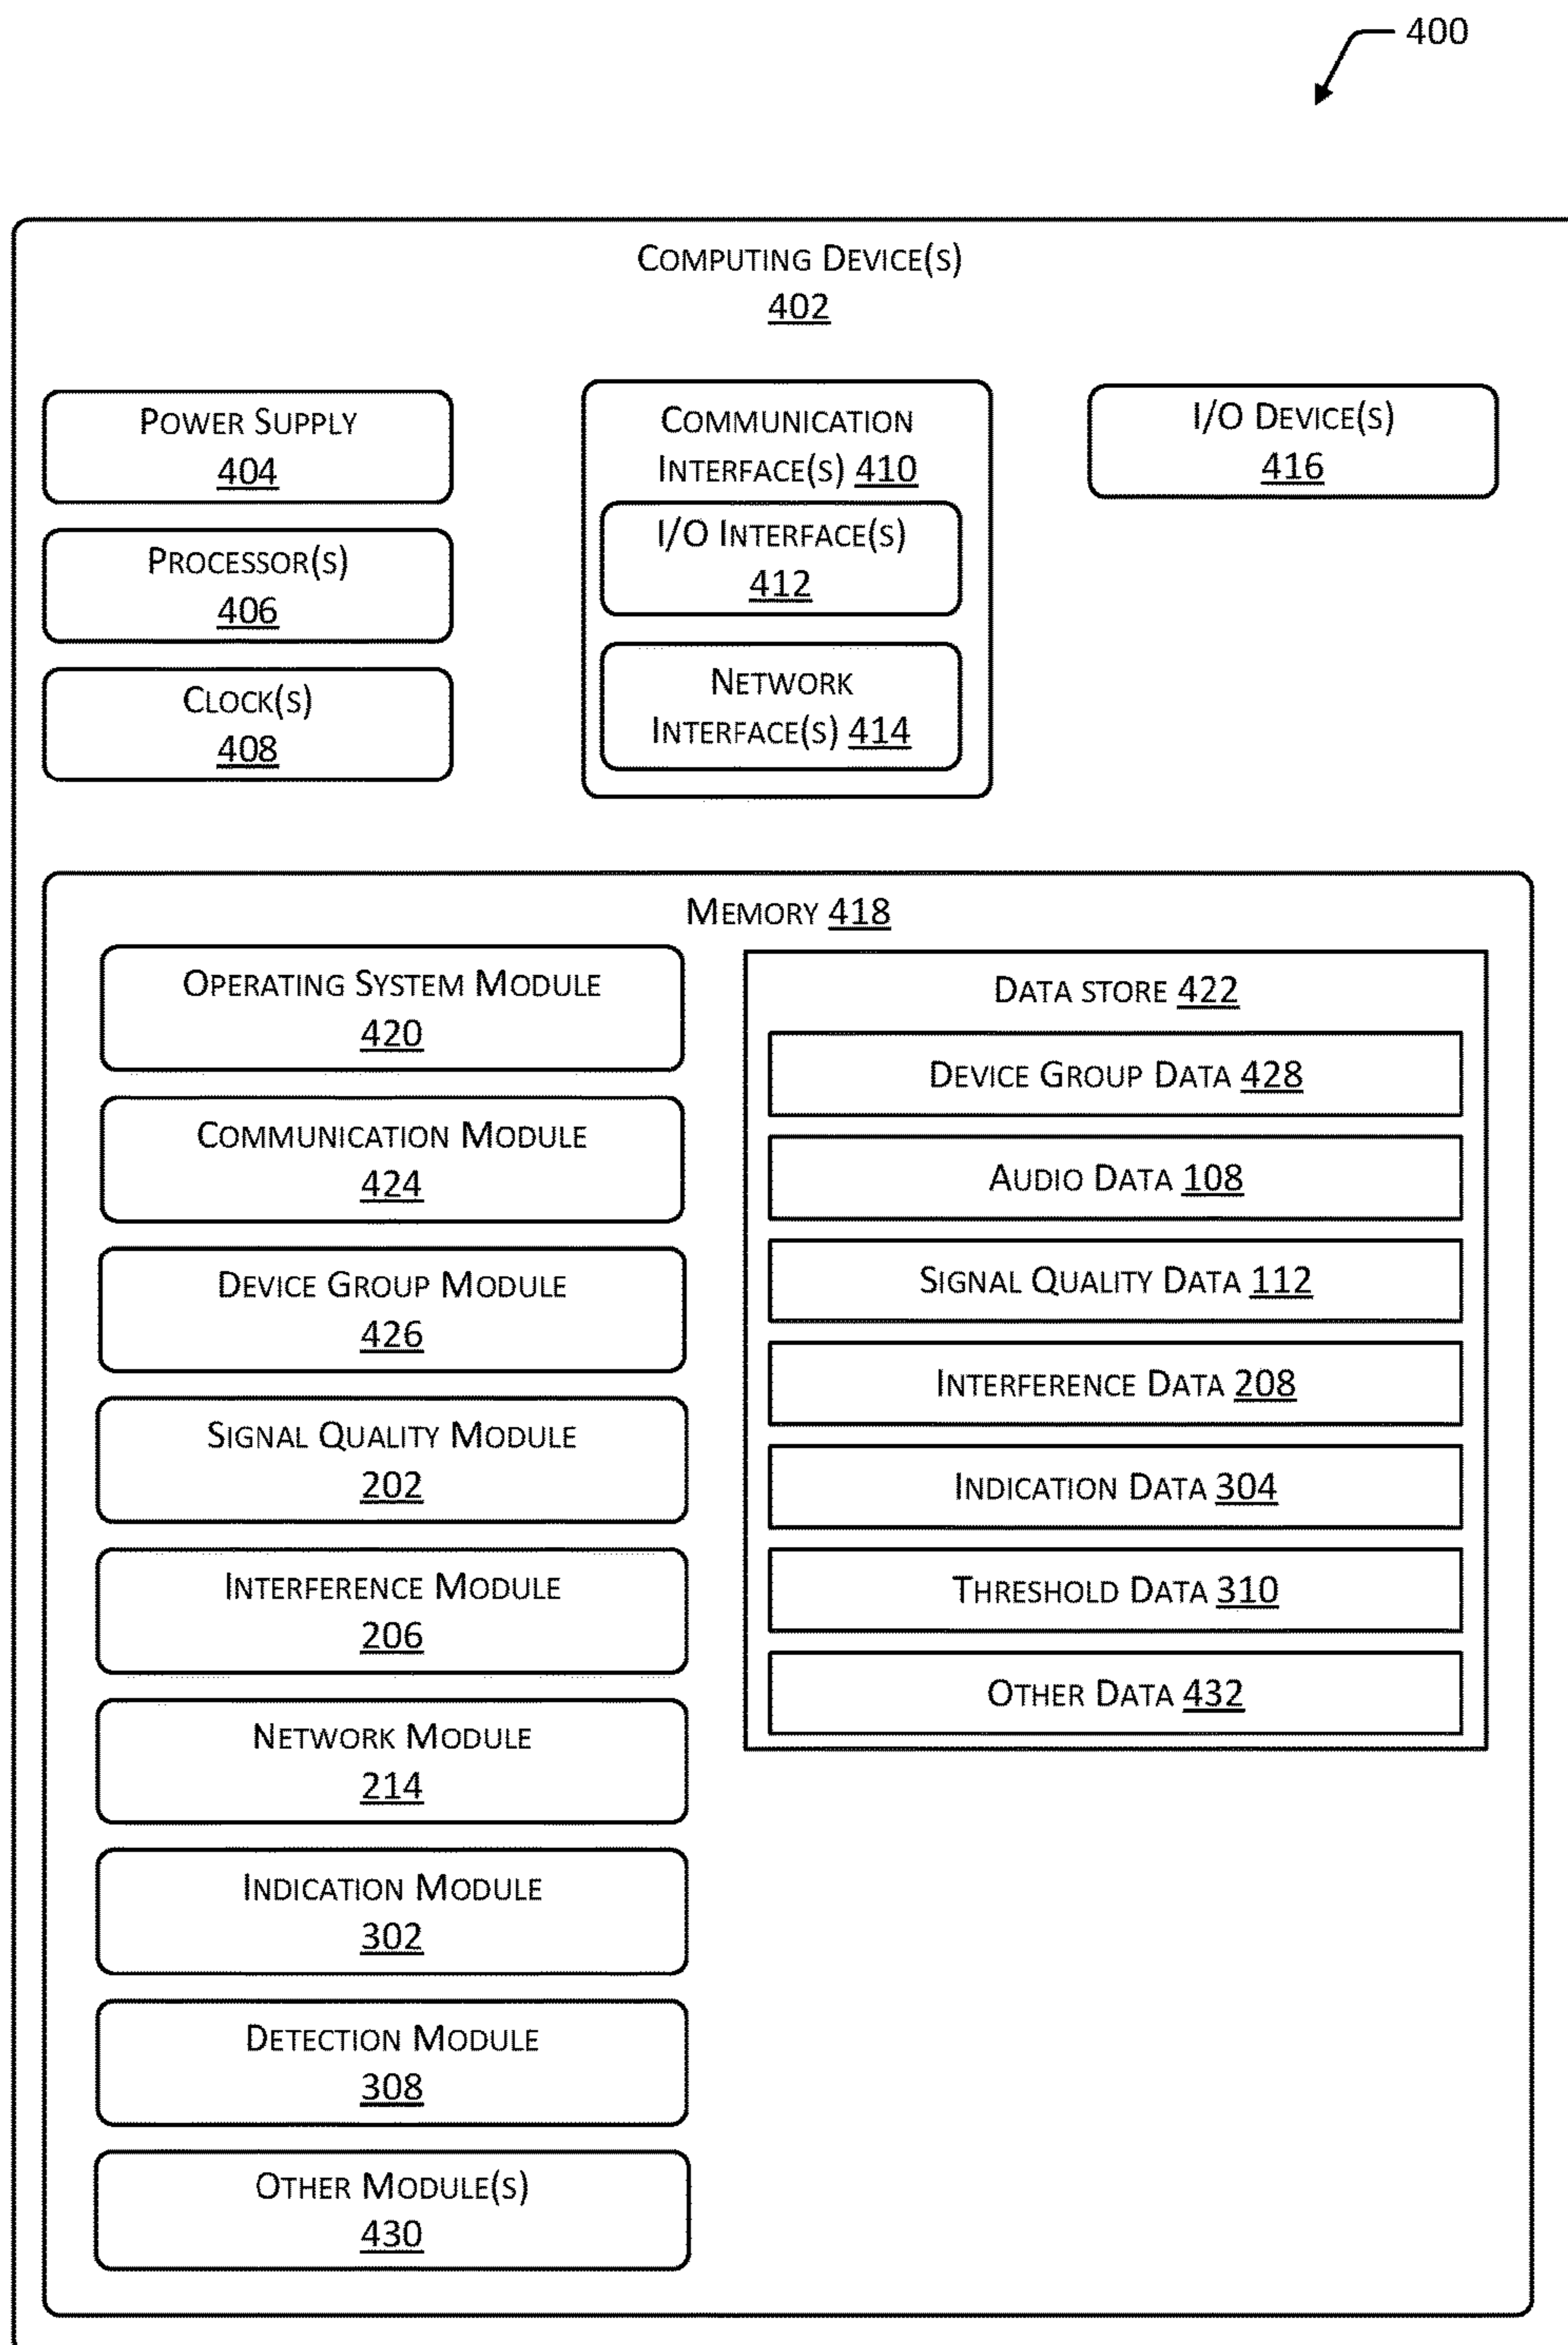 400
COMPUTING DEVICE(S)
402
POWER SUPPLY
404
PROCESSOR(S)
406
CLOCK(S)
408
COMMUNICATION
INTERFACE(S) 410
I/O INTERFACE(S)
412
NETWORK
INTERFACE(S) 414
I/O DEVICE(S)
416
MEMORY 418
OPERATING SYSTEM MODULE
420
COMMUNICATION MODULE
424
DEVICE GROUP MODULE
426
SIGNAL QUALITY MODULE
202
INTERFERENCE MODULE
206
NETWORK MODULE
214
INDICATION MODULE
302
DETECTION MODULE
308
OTHER MODULE(S)
430
DATA STORE 422
DEVICE GROUP DATA 428
AUDIO DATA 108
SIGNAL QUALITY DATA 112
INTERFERENCE DATA 208
INDICATION DATA 304
THRESHOLD DATA 310
OTHER DATA 432